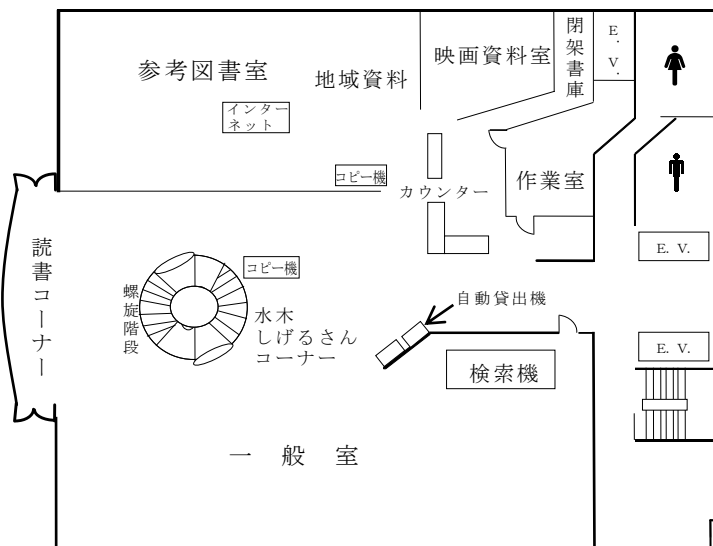 参考図書室
地域資料
映画資料室
閉架書庫
E. V.
インター
ネット
コピー機
カウンター
作業室
読書コーナー
螺旋階段
コピー機
水木
しげるさん
コーナー
自動貸出機
検索機
E. V.
E. V.
一般室